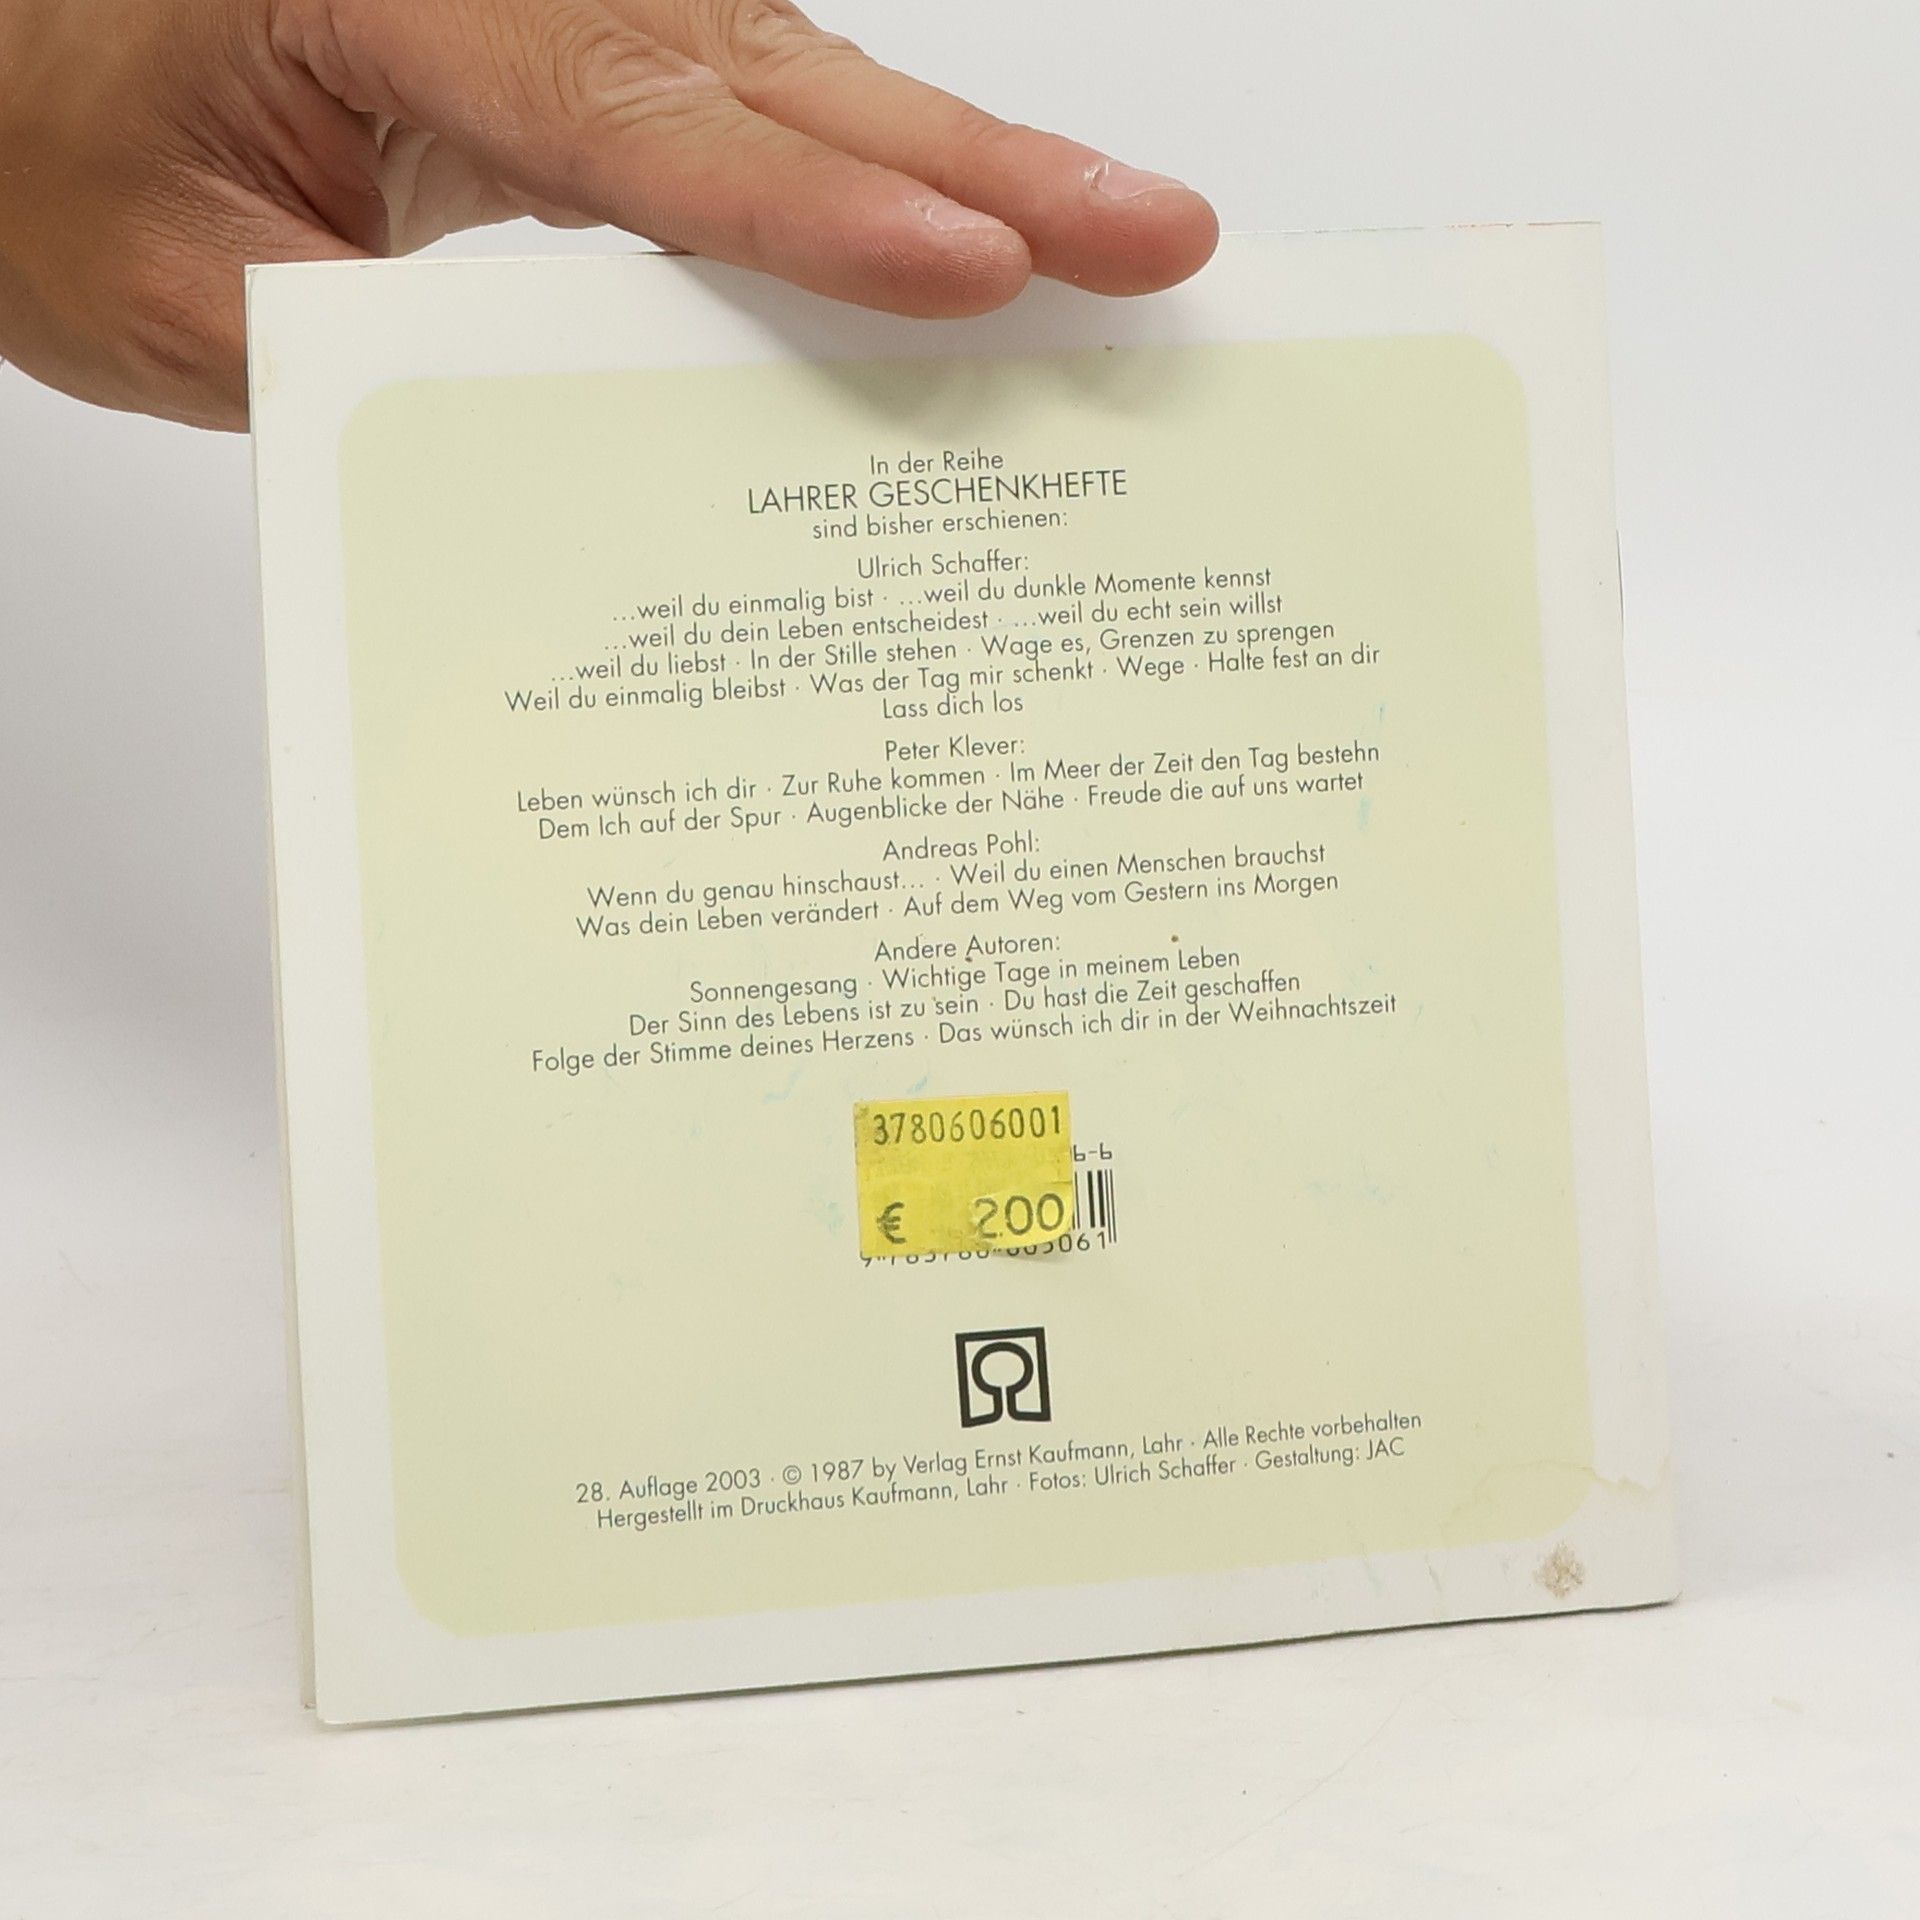 In der Reihe
LAHRER GESCHENKHEFTE
sind bisher erschienen:
Ulrich Schaffer:
...weil du einmalig bist · ...weil du dunkle Momente kennst
...weil du dein Leben entscheidest · ...weil du echt sein willst
...weil du liebst · In der Stille stehen · Wage es, Grenzen zu sprengen
Weil du einmalig bleibst · Was der Tag mir schenkt · Wege · Halte fest an dir
Lass dich los
Peter Klever:
Leben wünsch ich dir · Zur Ruhe kommen · Im Meer der Zeit den Tag bestehn
Dem Ich auf der Spur · Augenblicke der Nähe · Freude die auf uns wartet
Andreas Pohl:
Wenn du genau hinschaust... · Weil du einen Menschen brauchst
Was dein Leben verändert · Auf dem Weg vom Gestern ins Morgen
Andere Autoren:
Sonnengesang · Wichtige Tage in meinem Leben
Der Sinn des Lebens ist zu sein · Du hast die Zeit geschaffen
Folge der Stimme deines Herzens · Das wünsch ich dir in der Weihnachtszeit
3780606001
6-6
€ 2.00
28. Auflage 2003 · © 1987 by Verlag Ernst Kaufmann, Lahr · Alle Rechte vorbehalten
Hergestellt im Druckhaus Kaufmann, Lahr · Fotos: Ulrich Schaffer · Gestaltung: JAC